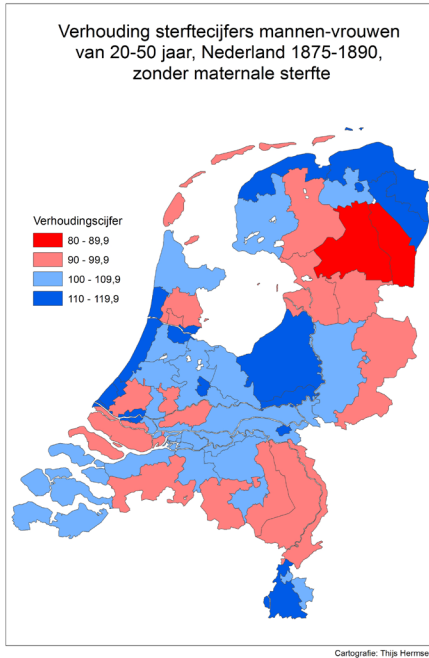 Verhouding sterftecijfers mannen-vrouwen
van 20-50 jaar, Nederland 1875-1890,
zonder maternale sterfte
Verhoudingscijfer
80 - 89,9
90 - 99,9
100 - 109,9
110 - 119,9
Cartografie: Thijs Hermse